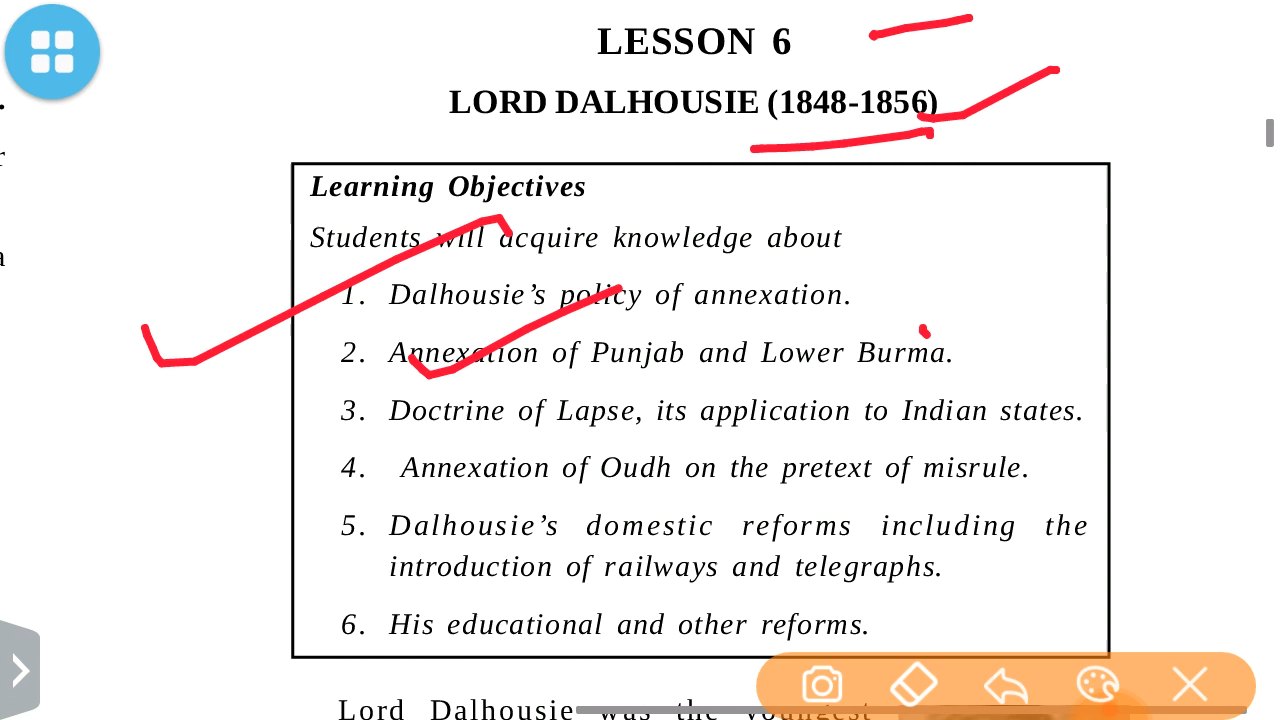 LESSON 6
LORD DALHOUSIE (1848-1856)
Learning Objectives
Students will acquire knowledge about
1. Dalhousie’s policy of annexation.
2. Annexation of Punjab and Lower Burma.
3. Doctrine of Lapse, its application to Indian states.
4. Annexation of Oudh on the pretext of misrule.
5. Dalhousie’s domestic reforms including the
introduction of railways and telegraphs.
6. His educational and other reforms.
Lord Dalhousie was the youngest